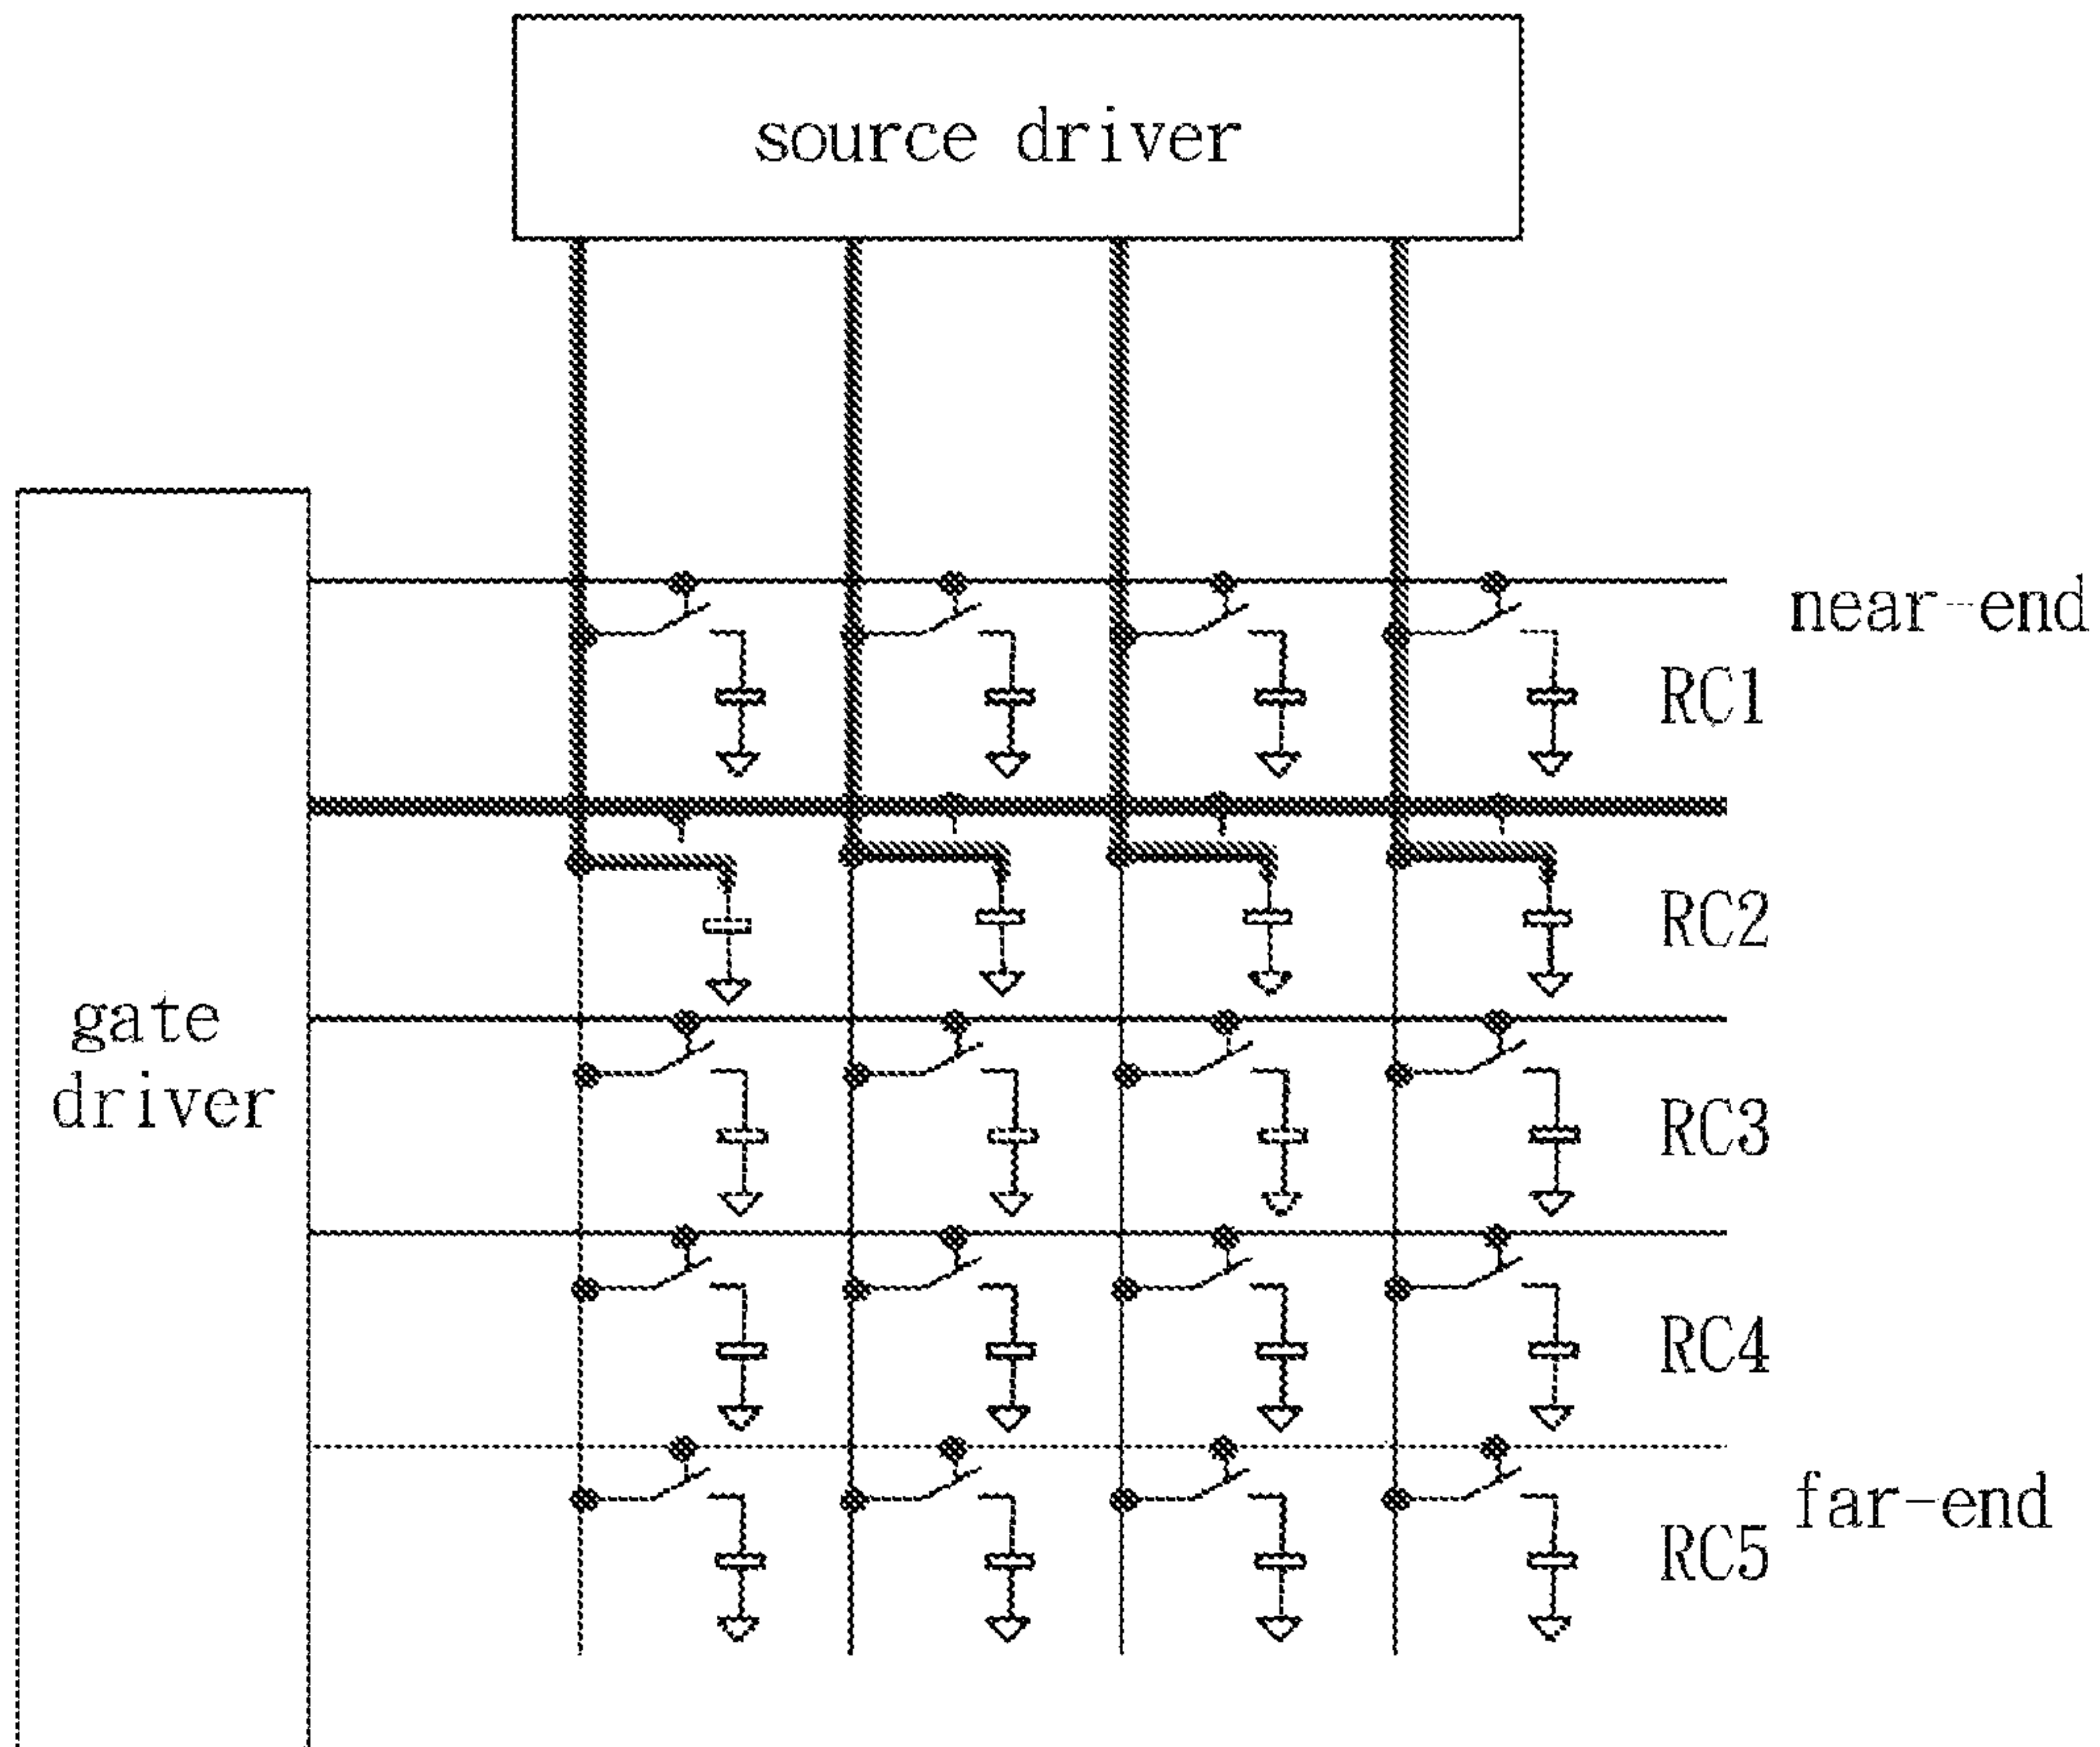 source driver
near-end
RC1
RC2
gate
driver
RC3
RC4
far-end
RC5